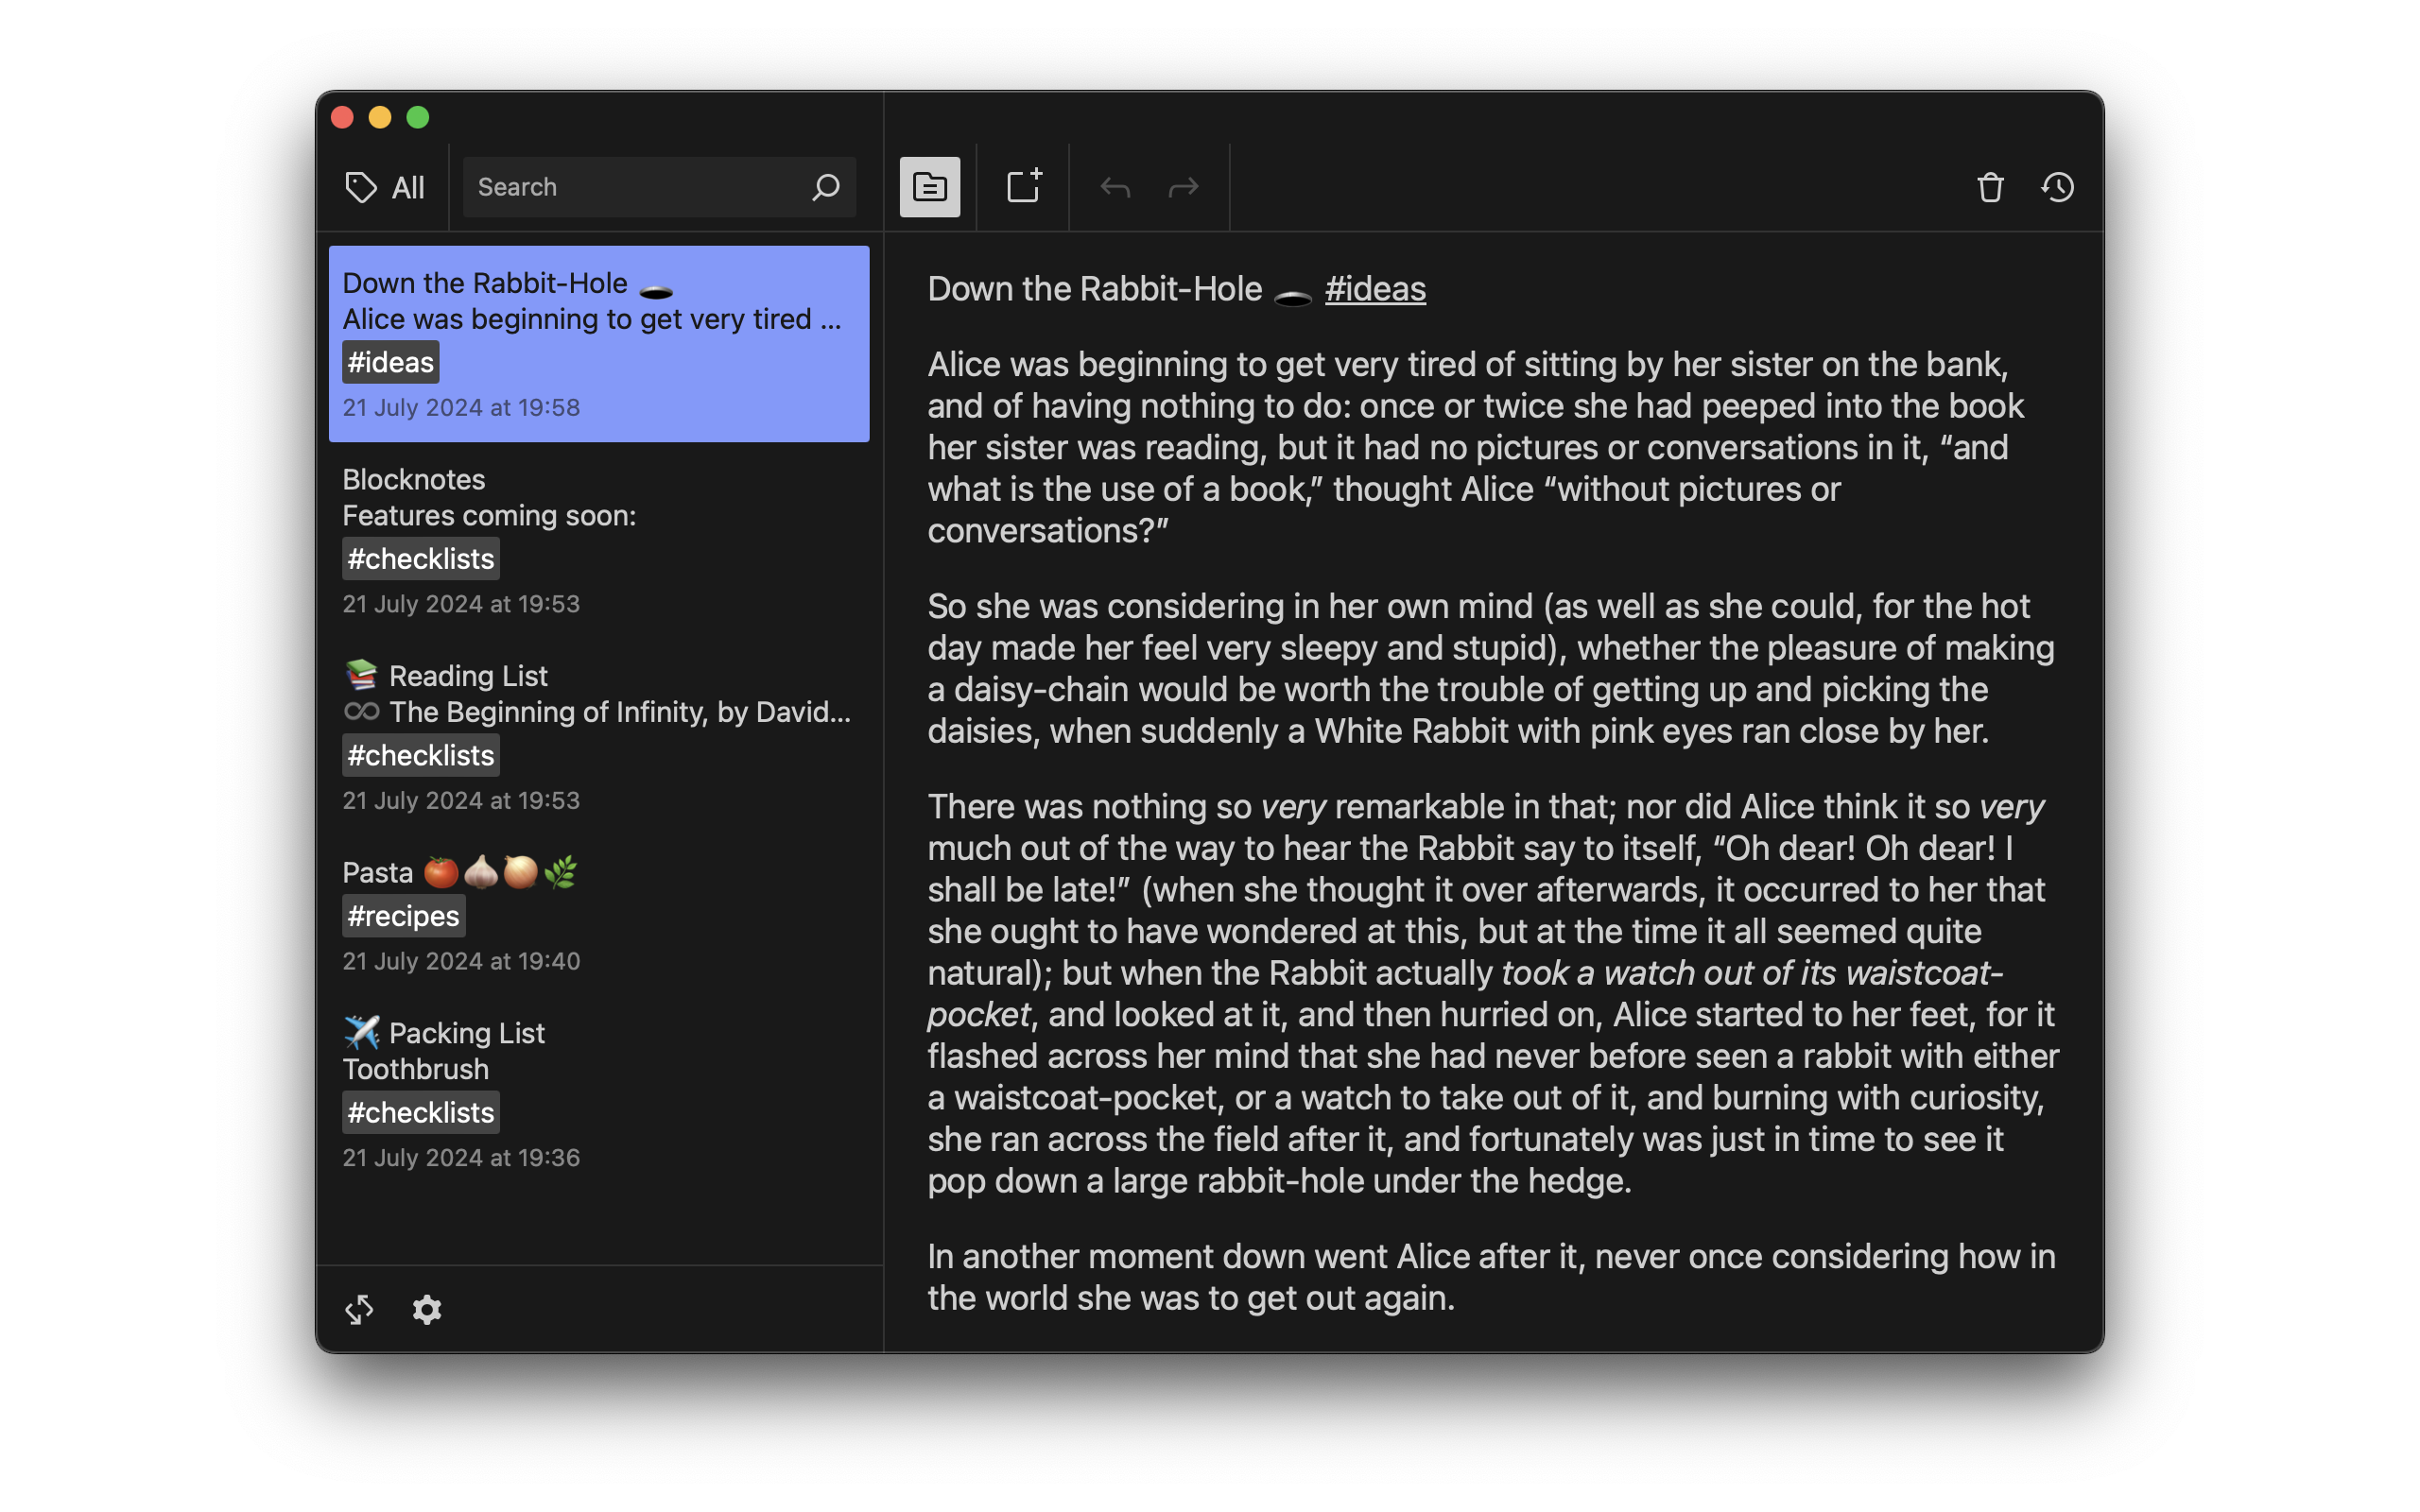 All
Search
Down the Rabbit-Hole 🕳️
Alice was beginning to get very tired ...
#ideas
21 July 2024 at 19:58
Blocknotes
Features coming soon:
#checklists
21 July 2024 at 19:53
📚 Reading List
♾️ The Beginning of Infinity, by David...
#checklists
21 July 2024 at 19:53
Pasta 🍅🧄🧅🌿
#recipes
21 July 2024 at 19:40
✈️ Packing List
Toothbrush
#checklists
21 July 2024 at 19:36
Down the Rabbit-Hole 🕳️ #ideas
Alice was beginning to get very tired of sitting by her sister on the bank,
and of having nothing to do: once or twice she had peeped into the book
her sister was reading, but it had no pictures or conversations in it, “and
what is the use of a book,” thought Alice “without pictures or
conversations?”
So she was considering in her own mind (as well as she could, for the hot
day made her feel very sleepy and stupid), whether the pleasure of making
a daisy-chain would be worth the trouble of getting up and picking the
daisies, when suddenly a White Rabbit with pink eyes ran close by her.
There was nothing so very remarkable in that; nor did Alice think it so very
much out of the way to hear the Rabbit say to itself, “Oh dear! Oh dear! I
shall be late!” (when she thought it over afterwards, it occurred to her that
she ought to have wondered at this, but at the time it all seemed quite
natural); but when the Rabbit actually took a watch out of its waistcoat-
pocket, and looked at it, and then hurried on, Alice started to her feet, for it
flashed across her mind that she had never before seen a rabbit with either
a waistcoat-pocket, or a watch to take out of it, and burning with curiosity,
she ran across the field after it, and fortunately was just in time to see it
pop down a large rabbit-hole under the hedge.
In another moment down went Alice after it, never once considering how in
the world she was to get out again.